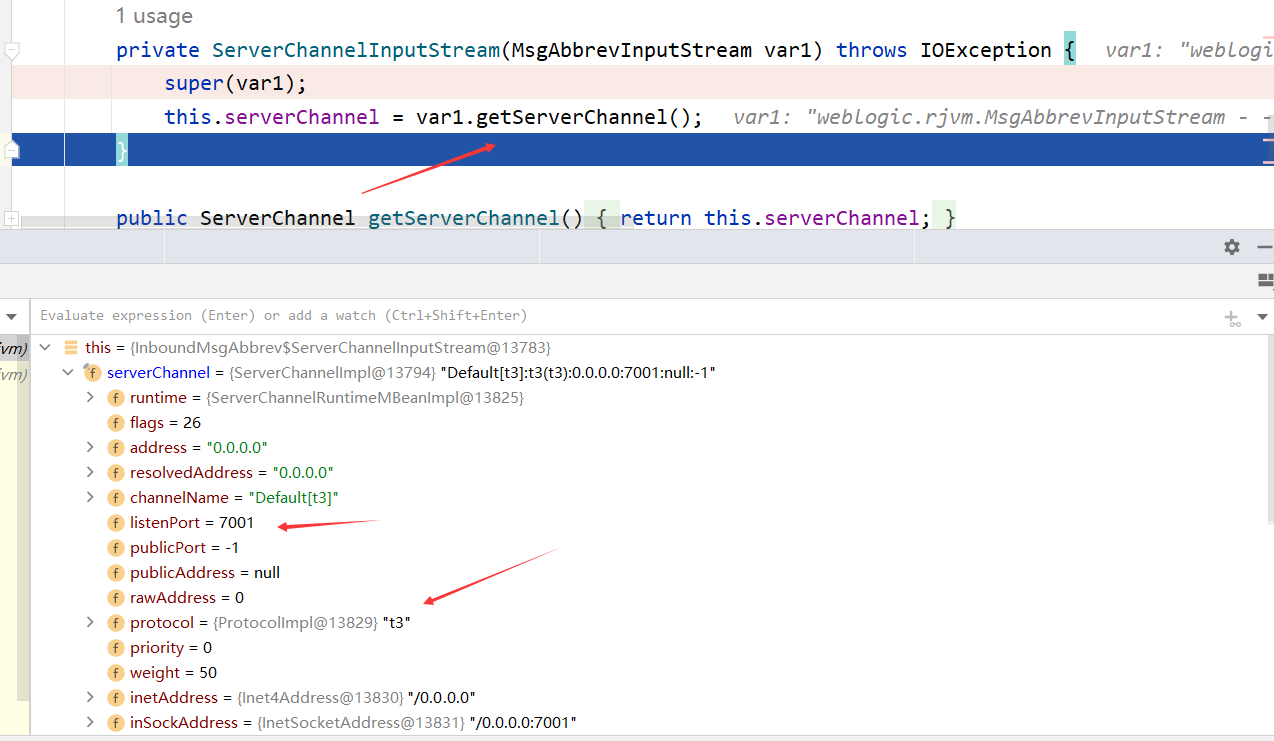 1 usage
private ServerChannelInputStream(MsgAbbrevInputStream var1) throws IOException { var1: "weblogi
super(var1);
this.serverChannel = var1.getServerChannel(); var1: "weblogic.rjvm.MsgAbbrevInputStream - -
}
public ServerChannel getServerChannel() { return this.serverChannel; }
Evaluate expression (Enter) or add a watch (Ctrl+Shift+Enter)
vm)
this = {InboundMsgAbbrev$ServerChannelInputStream@13783}
vm)
serverChannel = {ServerChannelImpl@13794} "Default[t3]:t3(t3):0.0.0.0:7001:null:-1"
runtime = {ServerChannelRuntimeMBeanImpl@13825}
flags = 26
address = "0.0.0.0"
resolvedAddress = "0.0.0.0"
channelName = "Default[t3]"
listenPort = 7001
publicPort = -1
publicAddress = null
rawAddress = 0
protocol = {ProtocolImpl@13829} "t3"
priority = 0
weight = 50
inetAddress = {Inet4Address@13830} "/0.0.0.0"
inSockAddress = {InetSocketAddress@13831} "/0.0.0.0:7001"